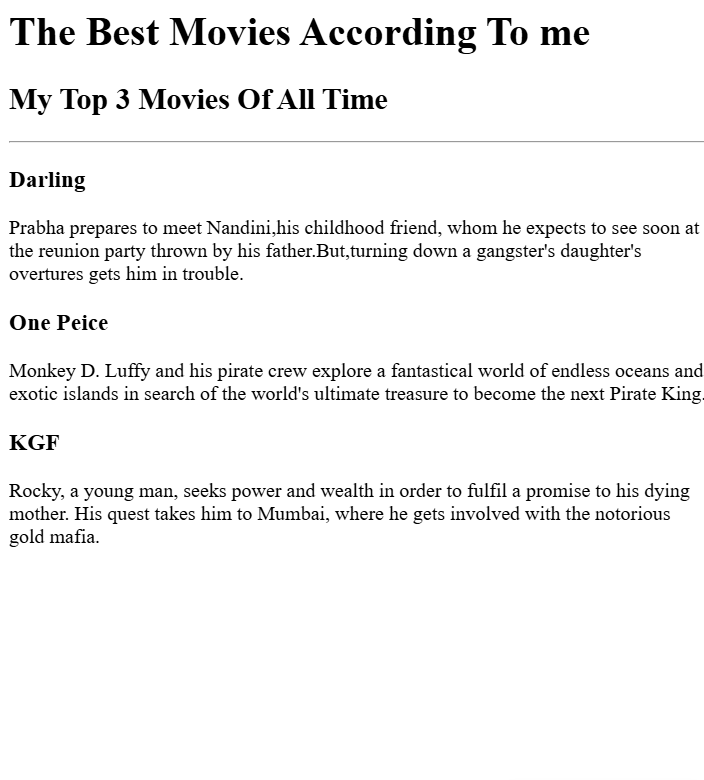 The Best Movies According To me
My Top 3 Movies Of All Time
Darling
Prabha prepares to meet Nandini,his childhood friend, whom he expects to see soon at
the reunion party thrown by his father.But,turning down a gangster's daughter's
overtures gets him in trouble.
One Peice
Monkey D. Luffy and his pirate crew explore a fantastical world of endless oceans and
exotic islands in search of the world's ultimate treasure to become the next Pirate King.
KGF
Rocky, a young man, seeks power and wealth in order to fulfil a promise to his dying
mother. His quest takes him to Mumbai, where he gets involved with the notorious
gold mafia.